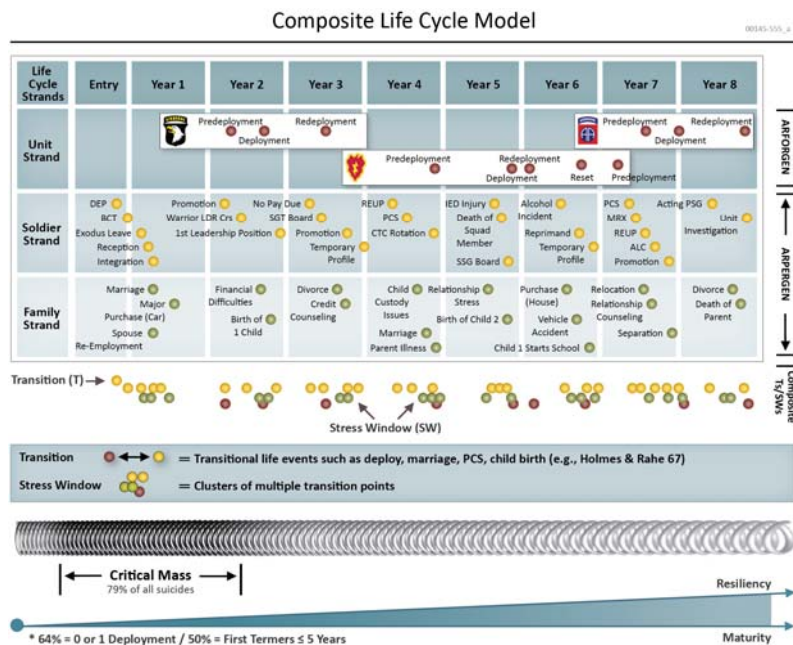 Composite Life Cycle Model
00145-555_a
Life Cycle Strands
Entry
Year 1
Year 2
Year 3
Year 4
Year 5
Year 6
Year 7
Year 8
Unit Strand
Predeployment
Deployment
Redeployment
Predeployment
Deployment
Redeployment
Reset
Predeployment
Predeployment
Deployment
Redeployment
ARFORGEN
Soldier Strand
DEP
BCT
Exodus Leave
Reception
Integration
Promotion
Warrior LDR Crs
1st Leadership Position
No Pay Due
SGT Board
Promotion
Temporary Profile
REUP
PCS
CTC Rotation
IED Injury
Death of Squad Member
SSG Board
Alcohol Incident
Reprimand
Temporary Profile
PCS
MRX
REUP
ALC
Promotion
Acting PSG
Unit Investigation
ARPERGEN
Family Strand
Marriage
Major Purchase (Car)
Spouse Re-Employment
Financial Difficulties
Birth of 1 Child
Divorce
Credit Counseling
Child Custody Issues
Marriage
Parent Illness
Relationship Stress
Birth of Child 2
Purchase (House)
Vehicle Accident
Child 1 Starts School
Relocation
Relationship Counseling
Separation
Divorce
Death of Parent
Transition (T)
Stress Window (SW)
Composite Ts/SWs
Transition = Transitional life events such as deploy, marriage, PCS, child birth (e.g., Holmes & Rahe 67)
Stress Window = Clusters of multiple transition points
Critical Mass
79% of all suicides
Resiliency
Maturity
* 64% = 0 or 1 Deployment / 50% = First Termers ≤ 5 Years